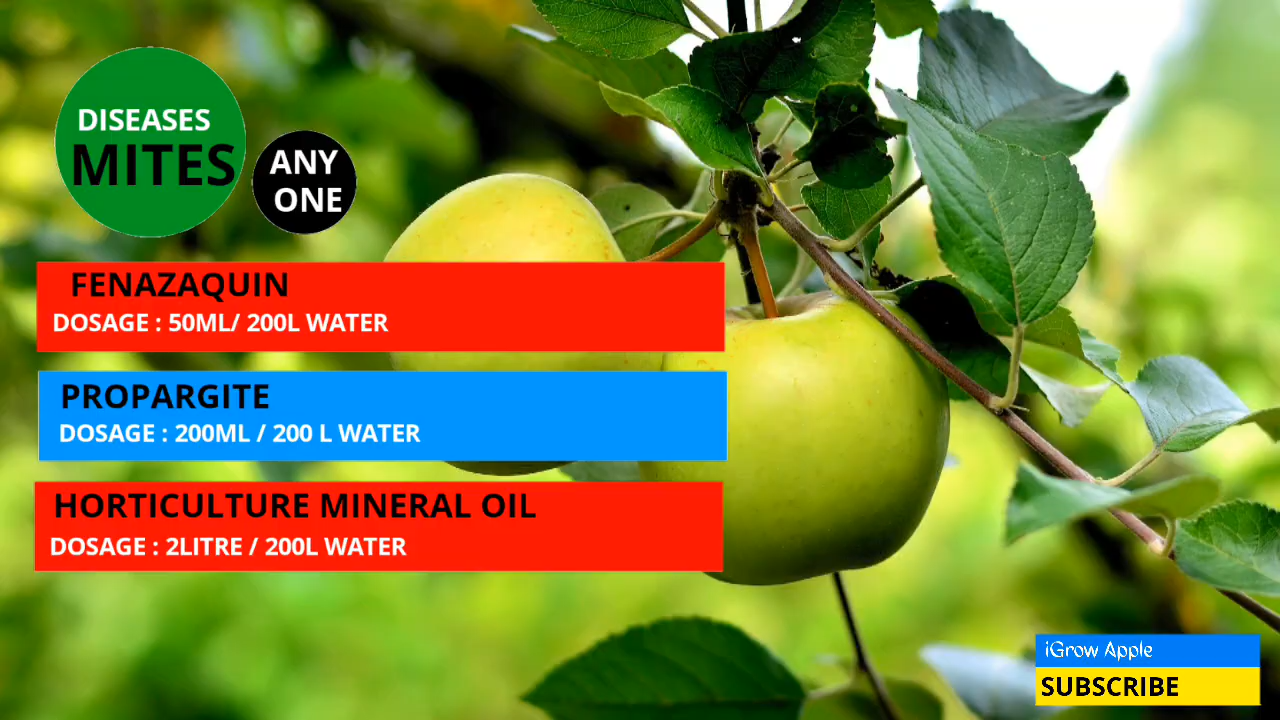 DISEASES
MITES
ANY
ONE
FENAZAQUIN
DOSAGE : 50ML/ 200L WATER
PROPARGITE
DOSAGE : 200ML / 200 L WATER
HORTICULTURE MINERAL OIL
DOSAGE : 2LITRE / 200L WATER
iGrow Apple
SUBSCRIBE